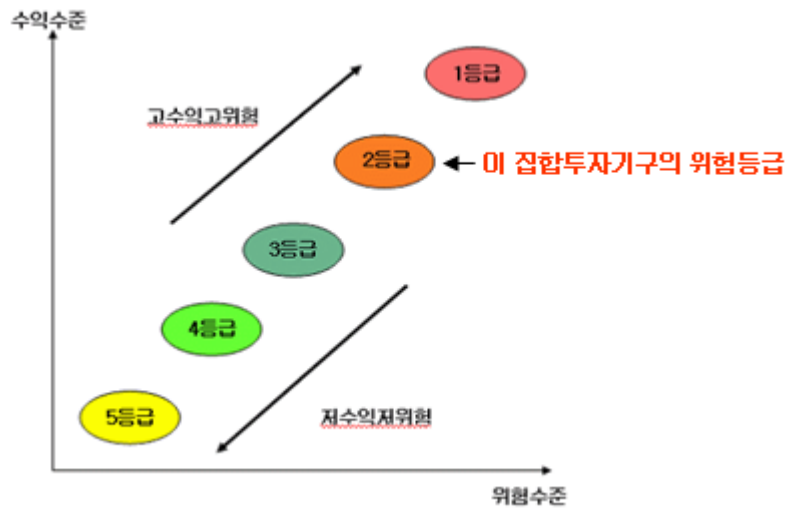 수익수준
1등급
고수익고위험
2등급
이 집합투자기구의 위험등급
3등급
4등급
5등급
저수익저위험
위험수준